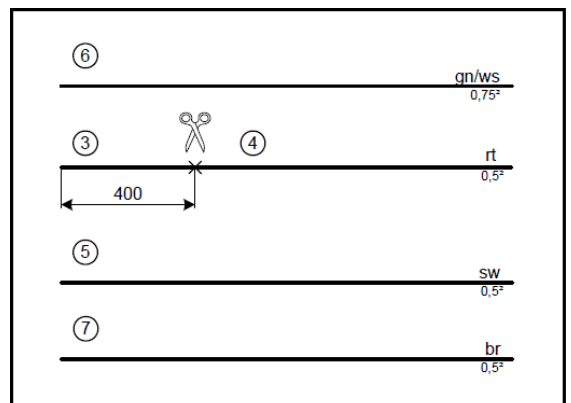 ⑥
gn/ws
0,75²
③
④
rt
0,5²
400
⑤
sw
0,5²
⑦
br
0,5²